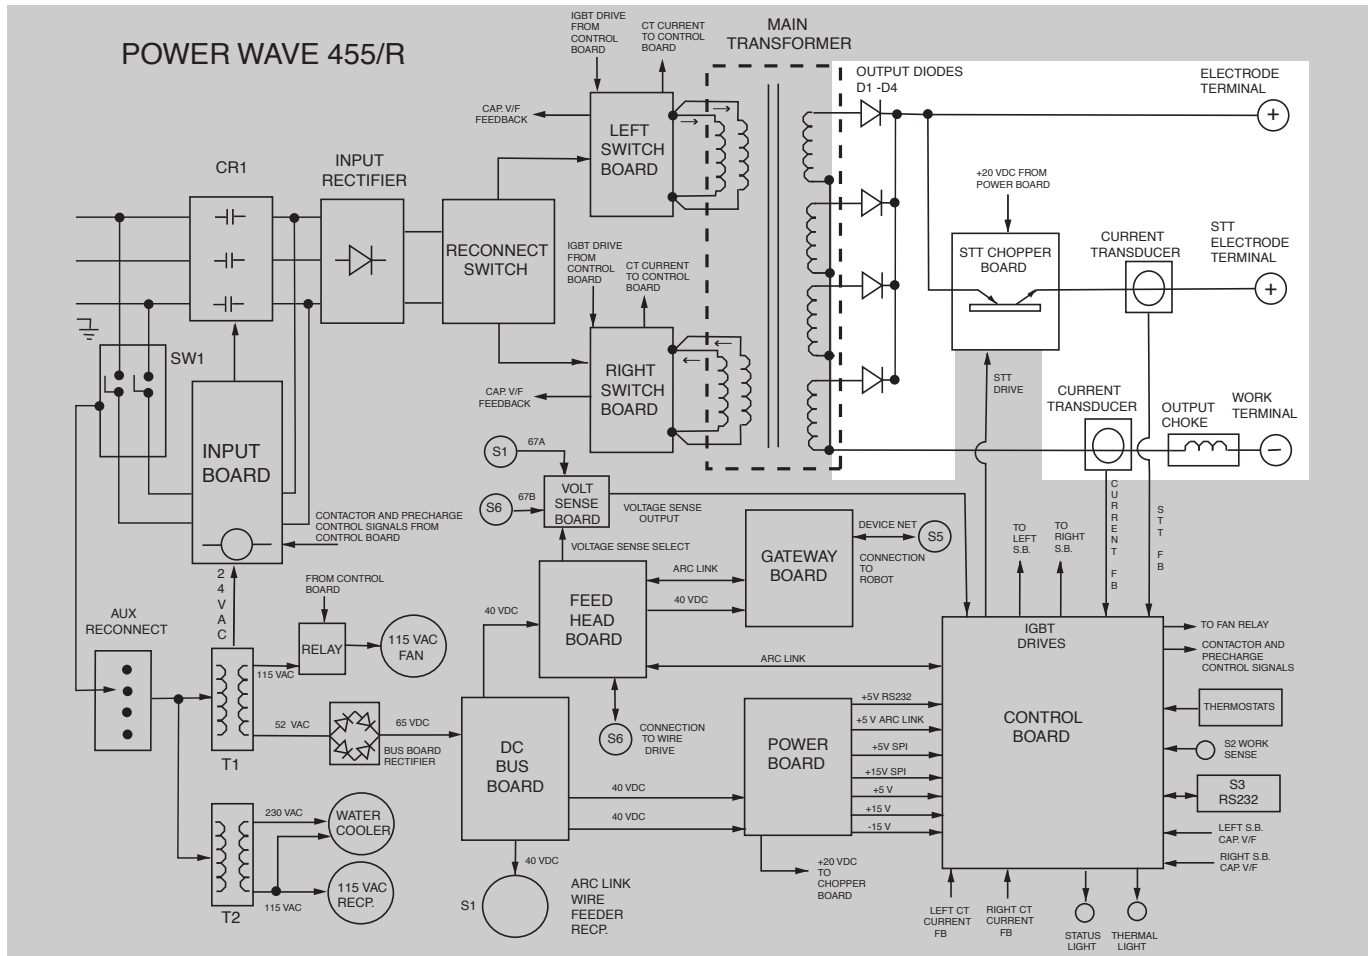 POWER WAVE 455/R
IGBT DRIVE
FROM
CONTROL
BOARD
CT CURRENT
TO CONTROL
BOARD
MAIN
TRANSFORMER
OUTPUT DIODES
D1 -D4
ELECTRODE
TERMINAL
+
CAP. V/F
FEEDBACK
LEFT
SWITCH
BOARD
CR1
INPUT
RECTIFIER
+20 VDC FROM
POWER BOARD
RECONNECT
SWITCH
IGBT DRIVE
FROM
CONTROL
BOARD
CT CURRENT
TO CONTROL
BOARD
STT CHOPPER
BOARD
CURRENT
TRANSDUCER
STT
ELECTRODE
TERMINAL
+
SW1
RIGHT
SWITCH
BOARD
CAP. V/F
FEEDBACK
STT
DRIVE
CURRENT
TRANSDUCER
OUTPUT
CHOKE
WORK
TERMINAL
–
INPUT
BOARD
S1
67A
S6
67B
VOLT
SENSE
BOARD
VOLTAGE SENSE
OUTPUT
VOLTAGE SENSE SELECT
CONTACTOR AND PRECHARGE
CONTROL SIGNALS FROM
CONTROL BOARD
GATEWAY
BOARD
DEVICE NET
S5
CONNECTION
TO
ROBOT
TO
LEFT
S.B.
TO
RIGHT
S.B.
CURRENT FB
STT FB
24VAC
FROM CONTROL
BOARD
AUX
RECONNECT
RELAY
115 VAC
FAN
115 VAC
40 VDC
FEED
HEAD
BOARD
ARC LINK
40 VDC
ARC LINK
IGBT
DRIVES
TO FAN RELAY
CONTACTOR AND
PRECHARGE
CONTROL SIGNALS
52 VAC
65 VDC
BUS BOARD
RECTIFIER
T1
S6
CONNECTION
TO WIRE
DRIVE
DC
BUS
BOARD
POWER
BOARD
+5V RS232
+5 V ARC LINK
+5V SPI
+15V SPI
+5 V
+15 V
-15 V
CONTROL
BOARD
THERMOSTATS
S2 WORK
SENSE
S3
RS232
LEFT S.B.
CAP. V/F
RIGHT S.B.
CAP. V/F
40 VDC
40 VDC
230 VAC
WATER
COOLER
115 VAC
RECP.
115 VAC
T2
40 VDC
S1
ARC LINK
WIRE
FEEDER
RECP.
+20 VDC
TO
CHOPPER
BOARD
LEFT CT
CURRENT
FB
RIGHT CT
CURRENT
FB
STATUS
LIGHT
THERMAL
LIGHT